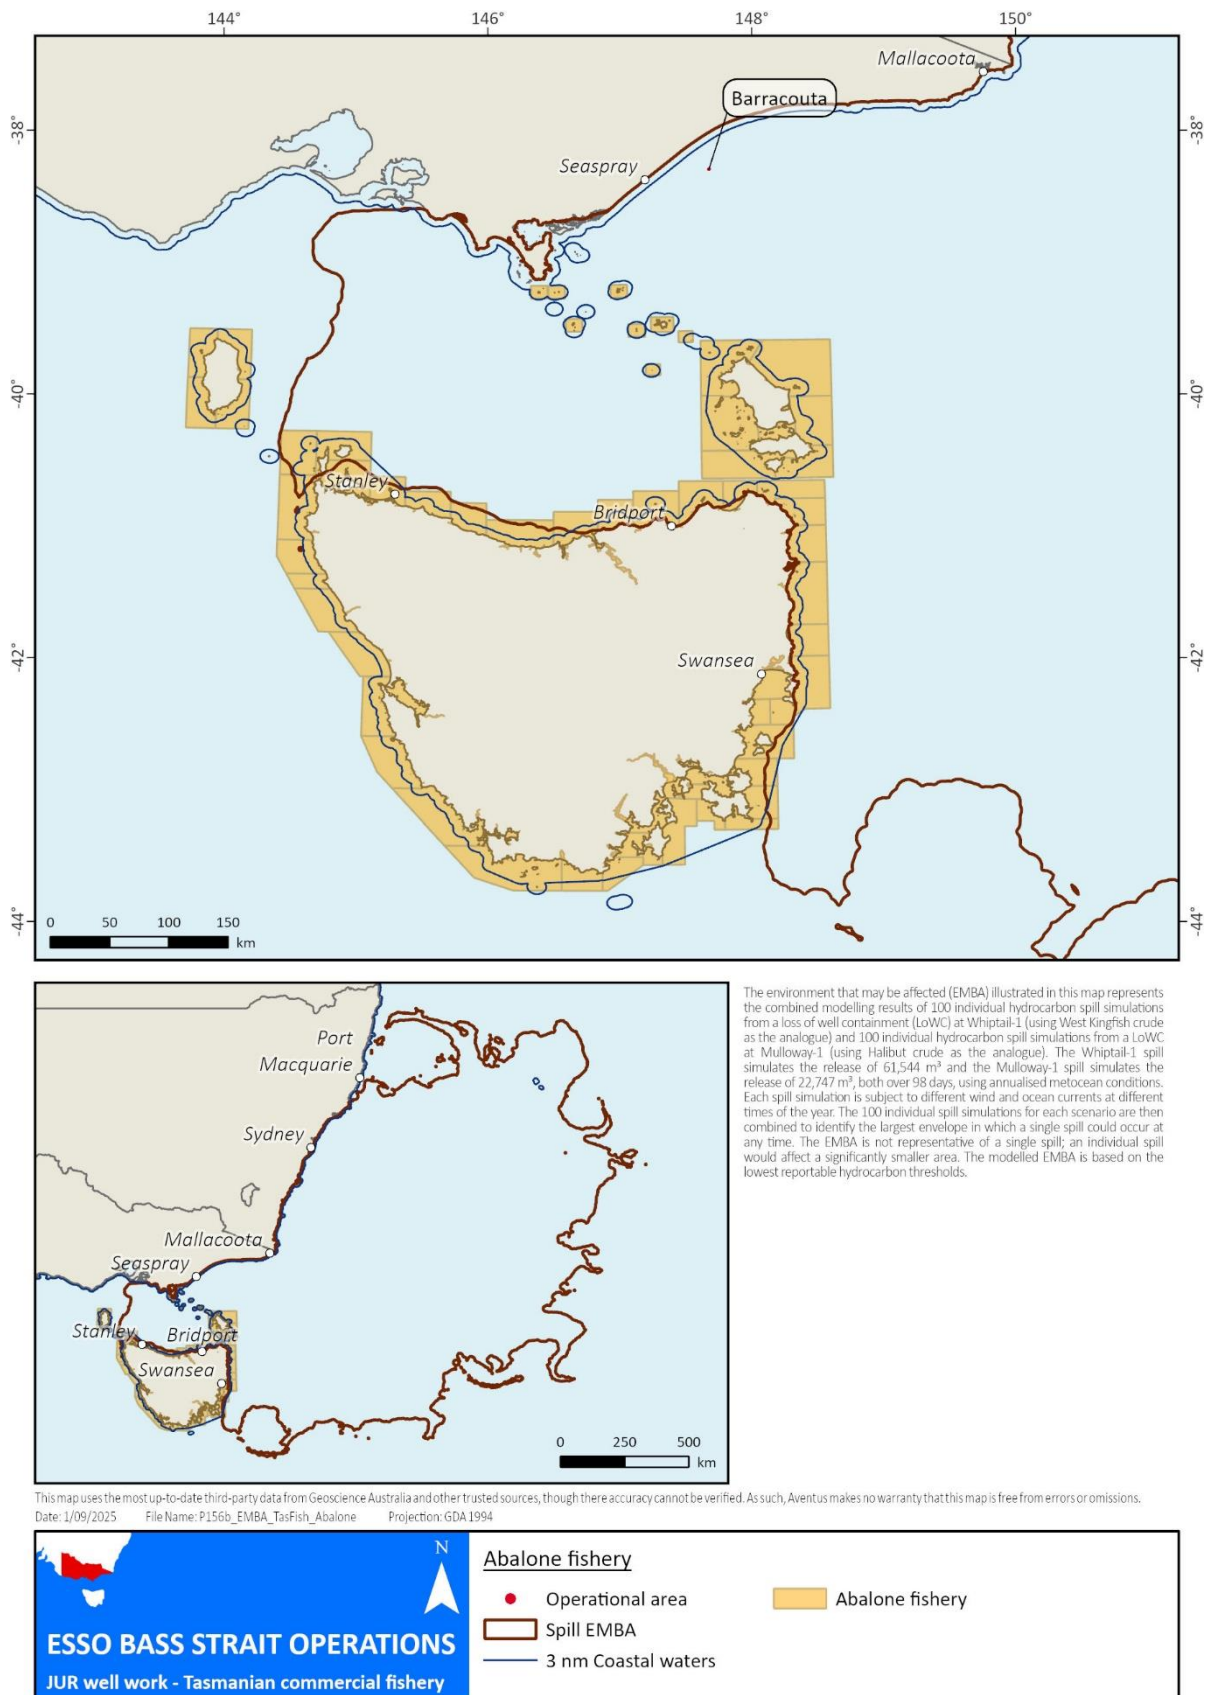 144° 146° 148° 150°
Mallacoota
Barracouta
-38° -38°
Seaspray
-40° -40°
Stanley
Bridport
-42° -42°
Swansea
-44° -44°
0 50 100 150
km
Port
Macquarie
Sydney
Mallacoota
Seaspray
Stanley Bridport
Swansea
0 250 500
km
The environment that may be affected (EMBA) illustrated in this map represents
the combined modelling results of 100 individual hydrocarbon spill simulations
from a loss of well containment (LoWC) at Whiptail-1 (using West Kingfish crude
as the analogue) and 100 individual hydrocarbon spill simulations from a LoWC
at Mulloway-1 (using Halibut crude as the analogue). The Whiptail-1 spill
simulates the release of 61,544 m³ and the Mulloway-1 spill simulates the
release of 22,747 m³, both over 98 days, using annualised metocean conditions.
Each spill simulation is subject to different wind and ocean currents at different
times of the year. The 100 individual spill simulations for each scenario are then
combined to identify the largest envelope in which a single spill could occur at
any time. The EMBA is not representative of a single spill; an individual spill
would affect a significantly smaller area. The modelled EMBA is based on the
lowest reportable hydrocarbon thresholds.
This map uses the most up-to-date third-party data from Geoscience Australia and other trusted sources, though there accuracy cannot be verified. As such, Aventus makes no warranty that this map is free from errors or omissions.
Date: 1/09/2025 File Name: P156b_EMBA_TasFish_Abalone Projection: GDA 1994
N
ESSO BASS STRAIT OPERATIONS
JUR well work - Tasmanian commercial fishery
Abalone fishery
Operational area
Abalone fishery
Spill EMBA
3 nm Coastal waters